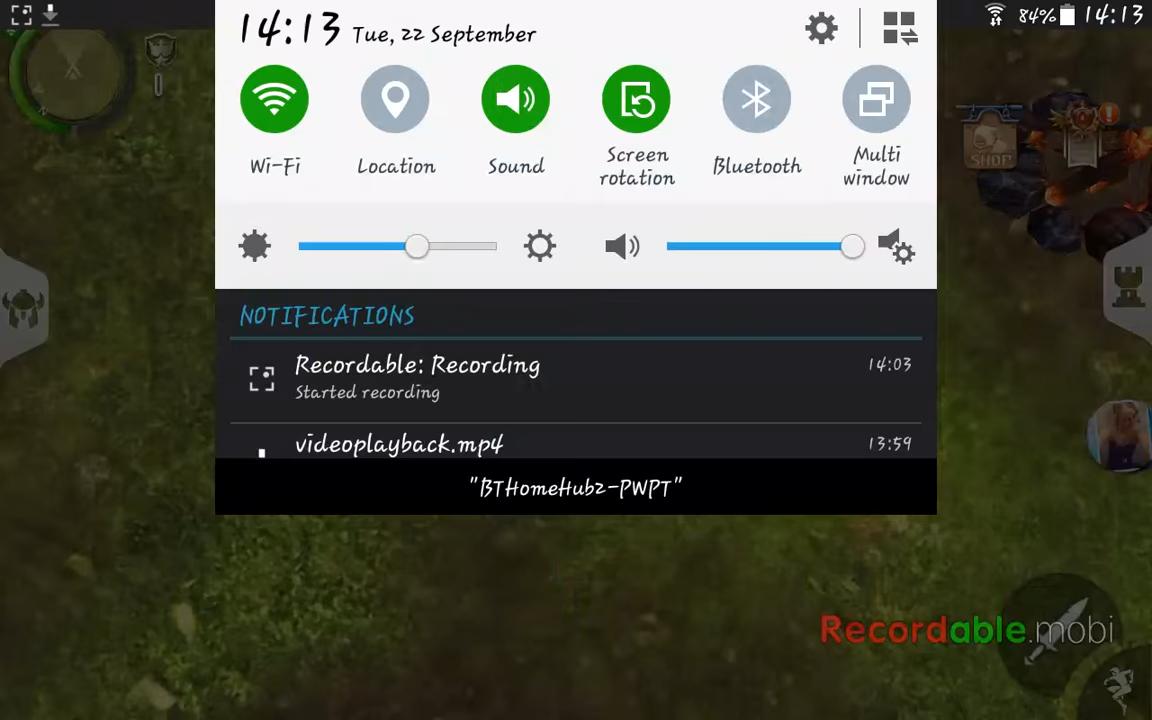 84% 14:13
14:13 Tue, 22 September
0
Wi-Fi
Location
Sound
Screen
rotation
Bluetooth
Multi
window
SHOP
NOTIFICATIONS
Recordable: Recording 14:03
Started recording
videoplayback.mp4 13:59
"BTHomeHub2-PWPT"
Recordable.mobi